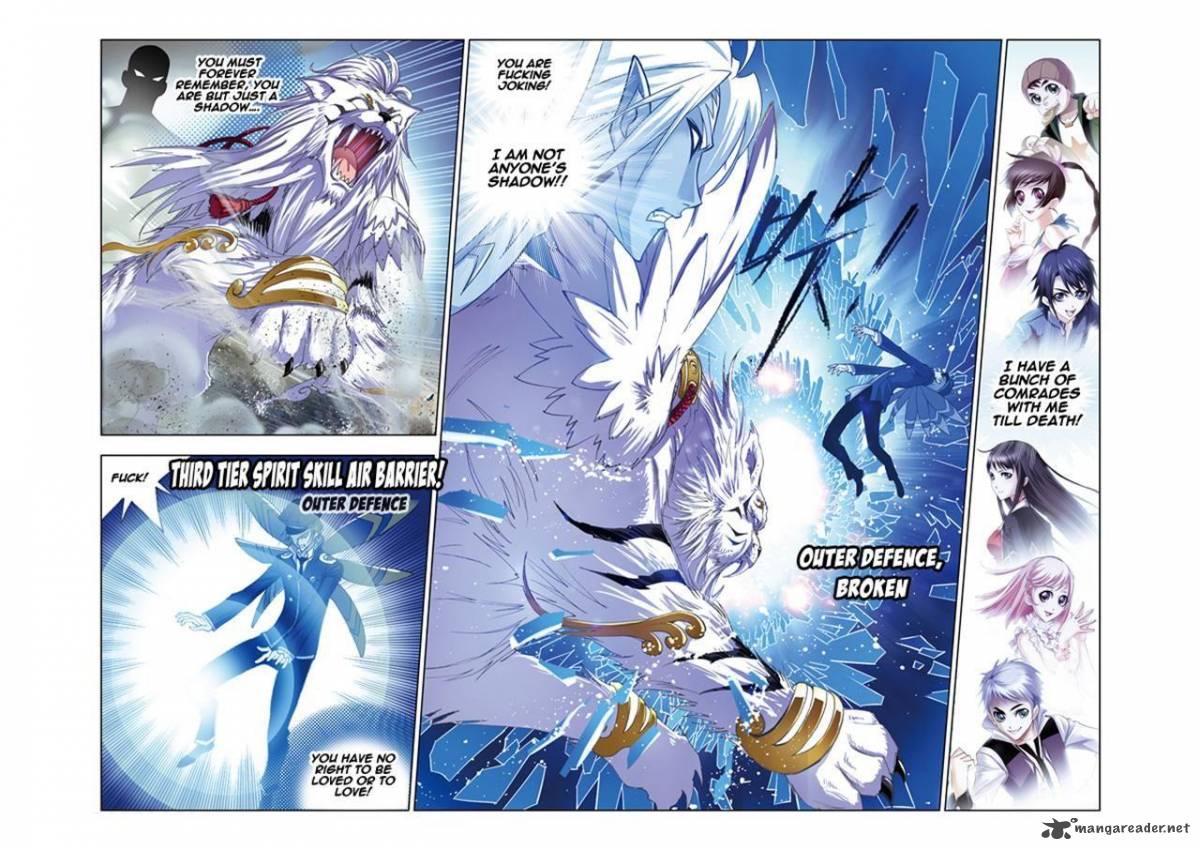 YOU MUST
FOREVER
REMEMBER, YOU
ARE BUT JUST A
SHADOW....
FUCK!
THIRD TIER SPIRIT SKILL AIR BARRIER!
OUTER DEFENCE
YOU HAVE NO
RIGHT TO BE
LOVED OR TO
LOVE!
YOU ARE
FUCKING
JOKING!
I AM NOT
ANYONE'S
SHADOW!!
OUTER DEFENCE,
BROKEN
I HAVE A
BUNCH OF
COMRADES
WITH ME
TILL DEATH!
mangareader.net